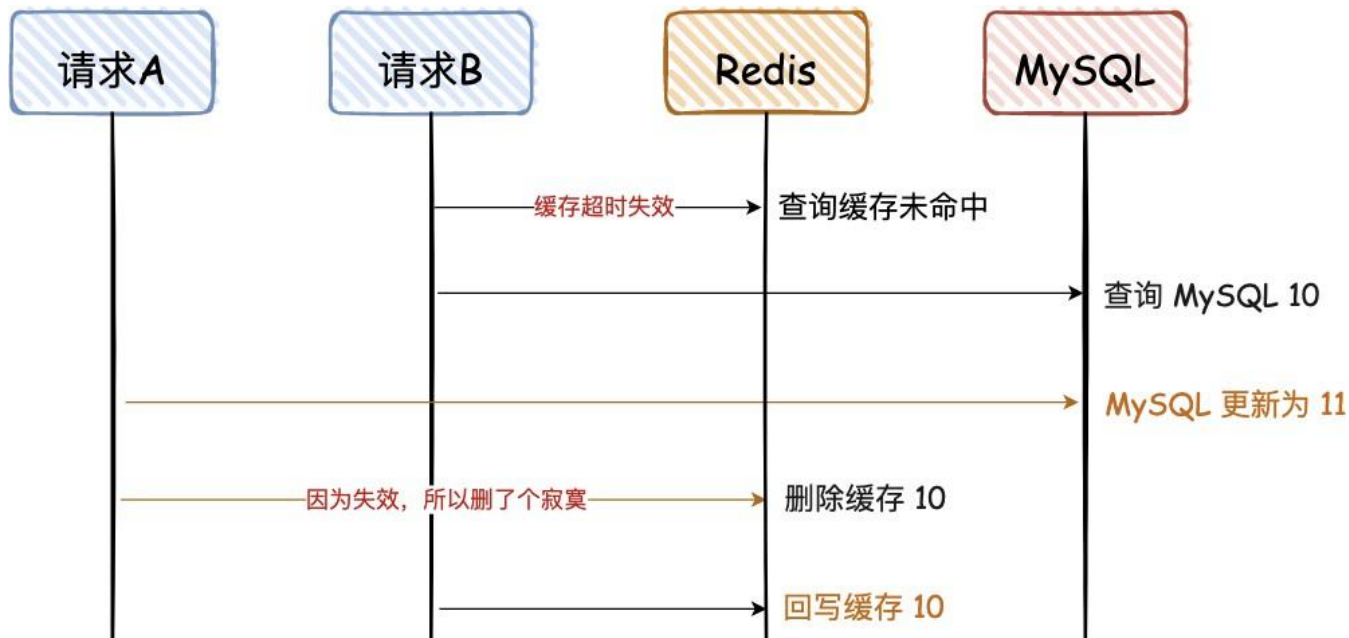 请求A
请求B
Redis
MySQL
缓存超时失效
查询缓存未命中
查询 MySQL 10
MySQL 更新为 11
因为失效，所以删了个寂寞
删除缓存 10
回写缓存 10